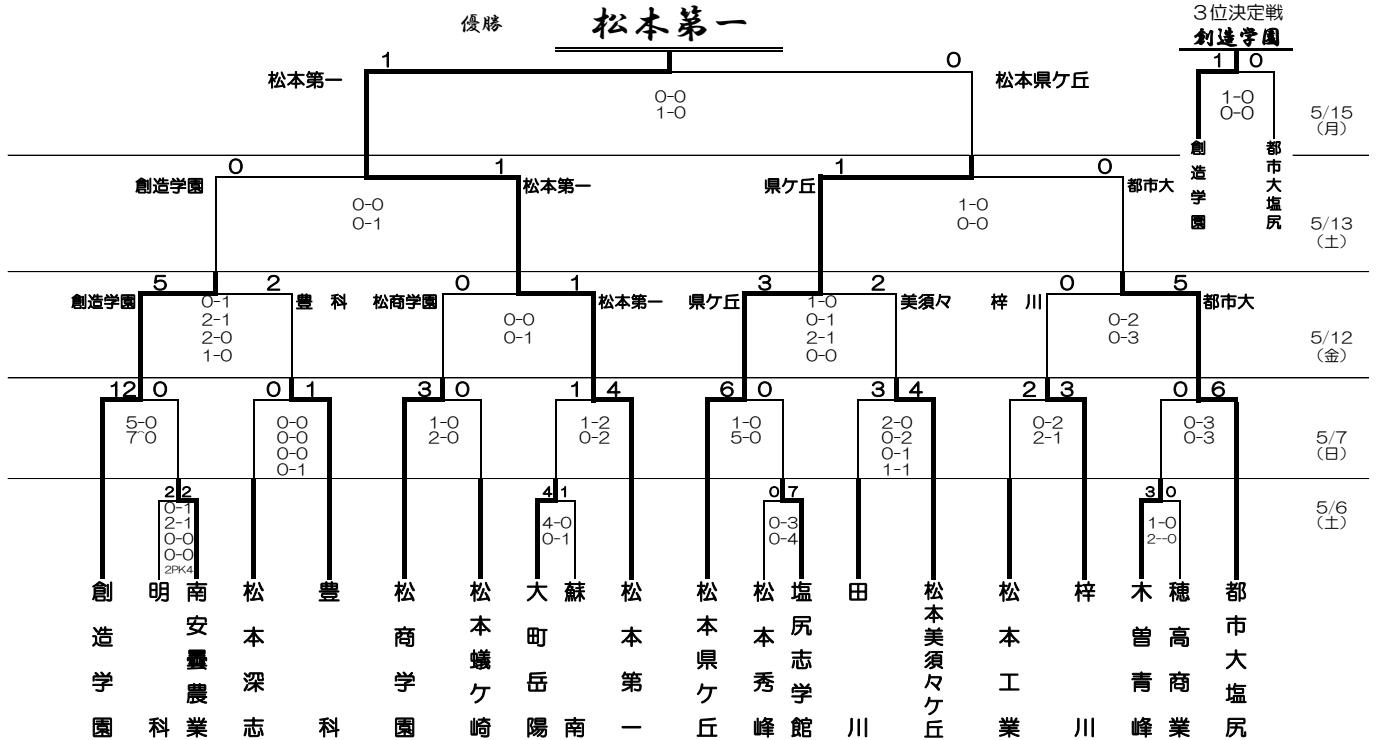 優勝 松本第一
3位決定戦
創造学園
1 0
1-0
0-0
創造学園
都市大塩尻
5/15
(月)
1 0
松本第一 松本県ケ丘
0-0
1-0
0 1 1 0
創造学園 松本第一 県ケ丘 都市大
0-0 1-0
0-1 0-0
5/13
(土)
5 2 0 1 3 2 0 5
創造学園 豊科 松商学園 松本第一 県ケ丘 美須々 梓川 都市大
0-1
2-1
2-0
1-0
0-0
0-1
1-0
0-1
2-1
0-0
0-2
0-3
5/12
(金)
12 0 0 1 3 0 1 4 6 0 3 4 2 3 0 6
5-0
7-0
0-0
0-0
0-0
0-1
1-0
2-0
1-2
0-2
1-0
5-0
2-0
0-2
0-1
1-1
0-2
2-1
0-3
0-3
5/7
(日)
2 2 4 1 0 7 3 0
0-1
2-1
0-0
0-0
2PK4
4-0
0-1
0-3
0-4
1-0
2--0
5/6
(土)
創造学園
明科
南安曇農業
松本深志
豊科
松商学園
松本蟻ケ崎
大町岳陽
蘇南
松本第一
松本県ケ丘
松本秀峰
塩尻志学館
田川
松本美須々ケ丘
松本工業
梓川
木曽青峰
穂高商業
都市大塩尻